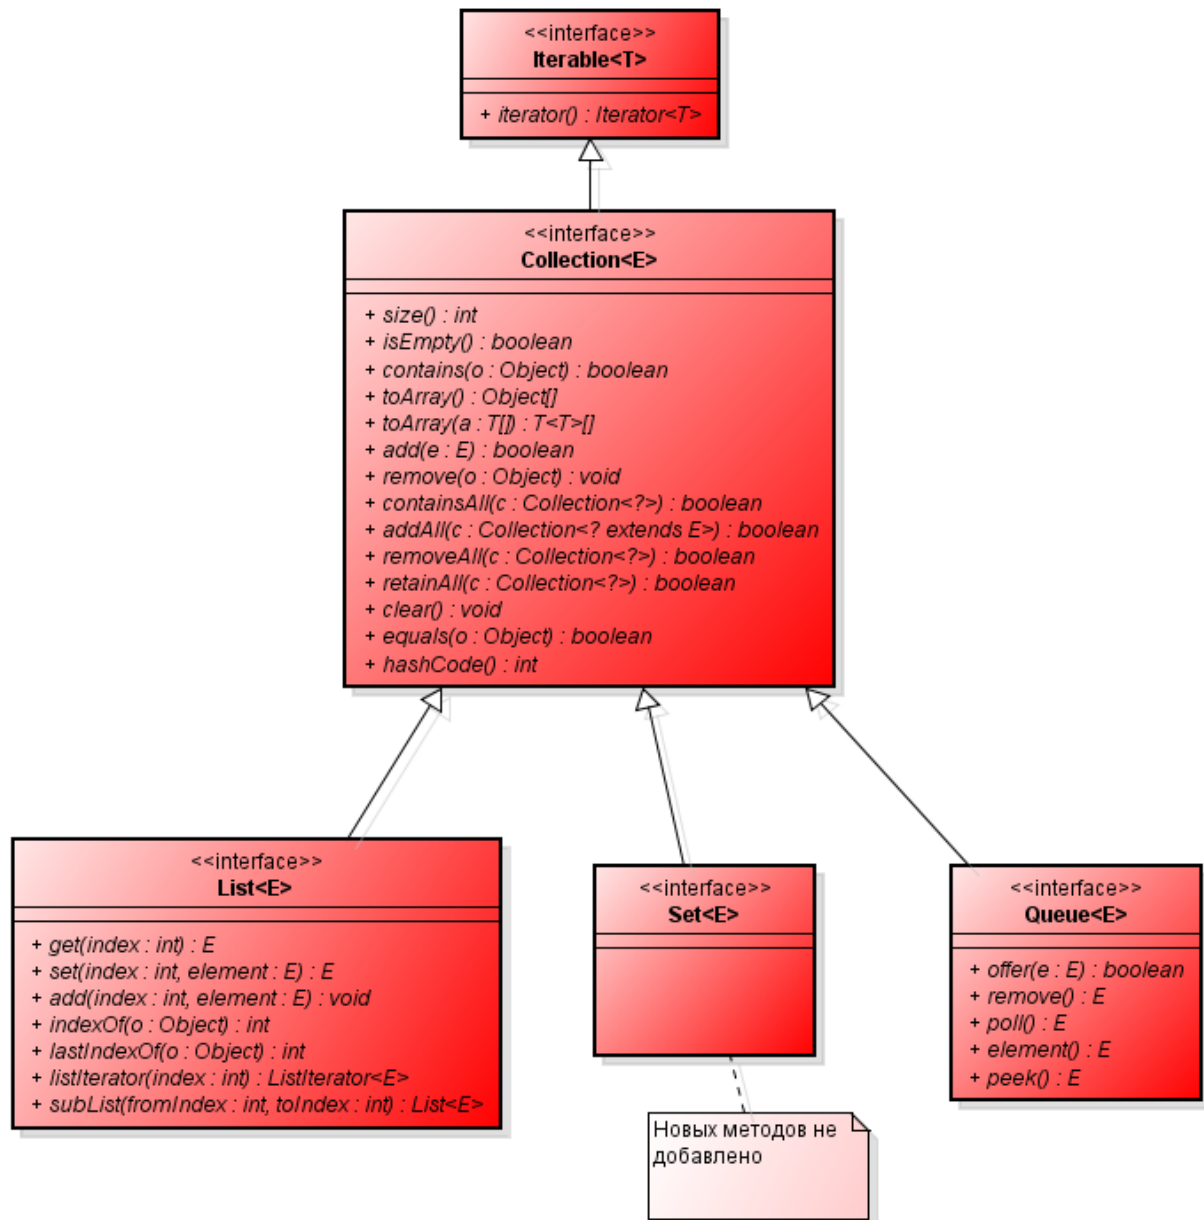 <<interface>>
Iterable<T>
+ iterator() : Iterator<T>
<<interface>>
Collection<E>
+ size() : int
+ isEmpty() : boolean
+ contains(o : Object) : boolean
+ toArray() : Object[]
+ toArray(a : T[]) : T<T>[]
+ add(e : E) : boolean
+ remove(o : Object) : void
+ containsAll(c : Collection<?>) : boolean
+ addAll(c : Collection<? extends E>) : boolean
+ removeAll(c : Collection<?>) : boolean
+ retainAll(c : Collection<?>) : boolean
+ clear() : void
+ equals(o : Object) : boolean
+ hashCode() : int
<<interface>>
List<E>
+ get(index : int) : E
+ set(index : int, element : E) : E
+ add(index : int, element : E) : void
+ indexOf(o : Object) : int
+ lastIndexOf(o : Object) : int
+ listIterator(index : int) : ListIterator<E>
+ subList(fromIndex : int, toIndex : int) : List<E>
<<interface>>
Set<E>
Новых методов не
добавлено
<<interface>>
Queue<E>
+ offer(e : E) : boolean
+ remove() : E
+ poll() : E
+ element() : E
+ peek() : E